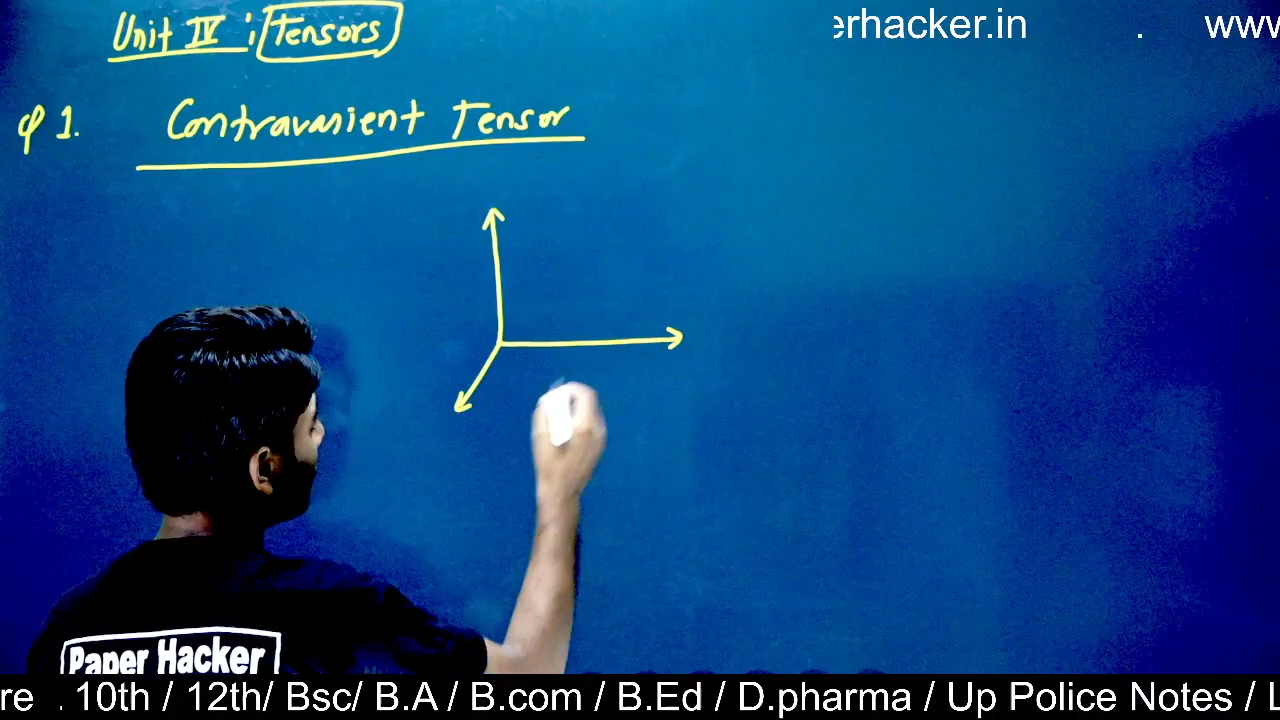 erhacker.in . www
Unit IV : Tensors
φ 1. Contravarient Tensor
Paper Hacker
re . 10th / 12th/ Bsc/ B.A / B.com / B.Ed / D.pharma / Up Police Notes / L